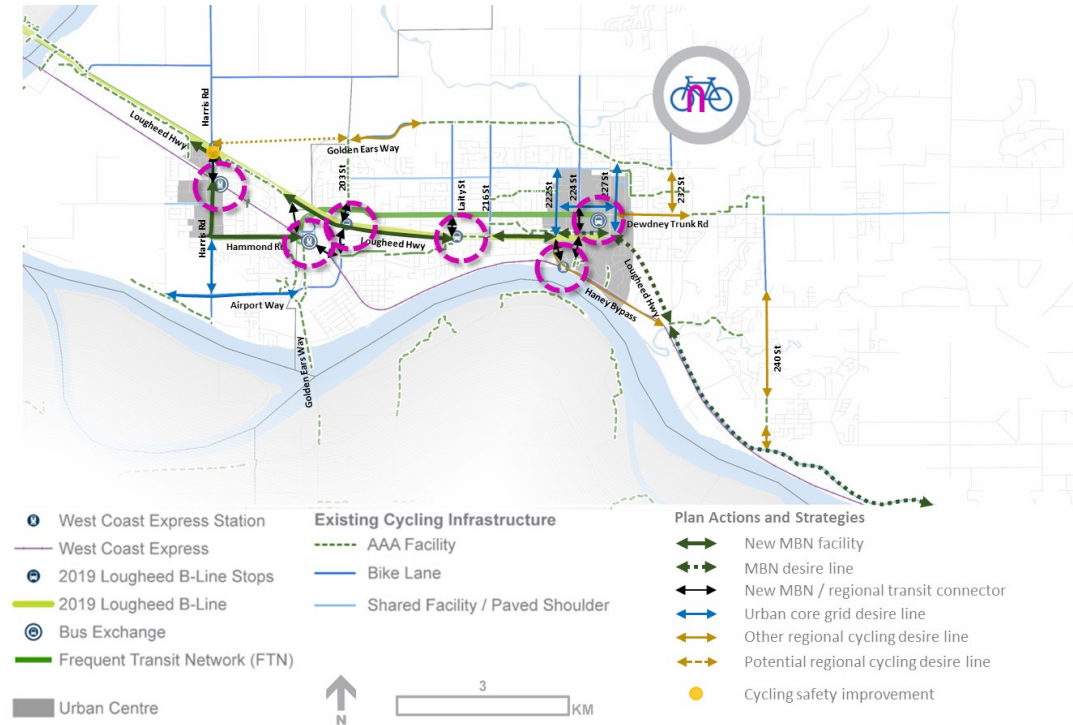 Harris Rd
Lougheed Hwy
Golden Ears Way
203 St
Laity St
216 St
222 St
224 St
227 St
232 St
Dewdney Trunk Rd
Harris Rd
Hammond Rd
Lougheed Hwy
Airport Way
Golden Ears Way
Haney Bypass
Lougheed Hwy
240 St
West Coast Express Station
West Coast Express
2019 Lougheed B-Line Stops
2019 Lougheed B-Line
Bus Exchange
Frequent Transit Network (FTN)
Urban Centre
Existing Cycling Infrastructure
AAA Facility
Bike Lane
Shared Facility / Paved Shoulder
N
3
KM
Plan Actions and Strategies
New MBN facility
MBN desire line
New MBN / regional transit connector
Urban core grid desire line
Other regional cycling desire line
Potential regional cycling desire line
Cycling safety improvement